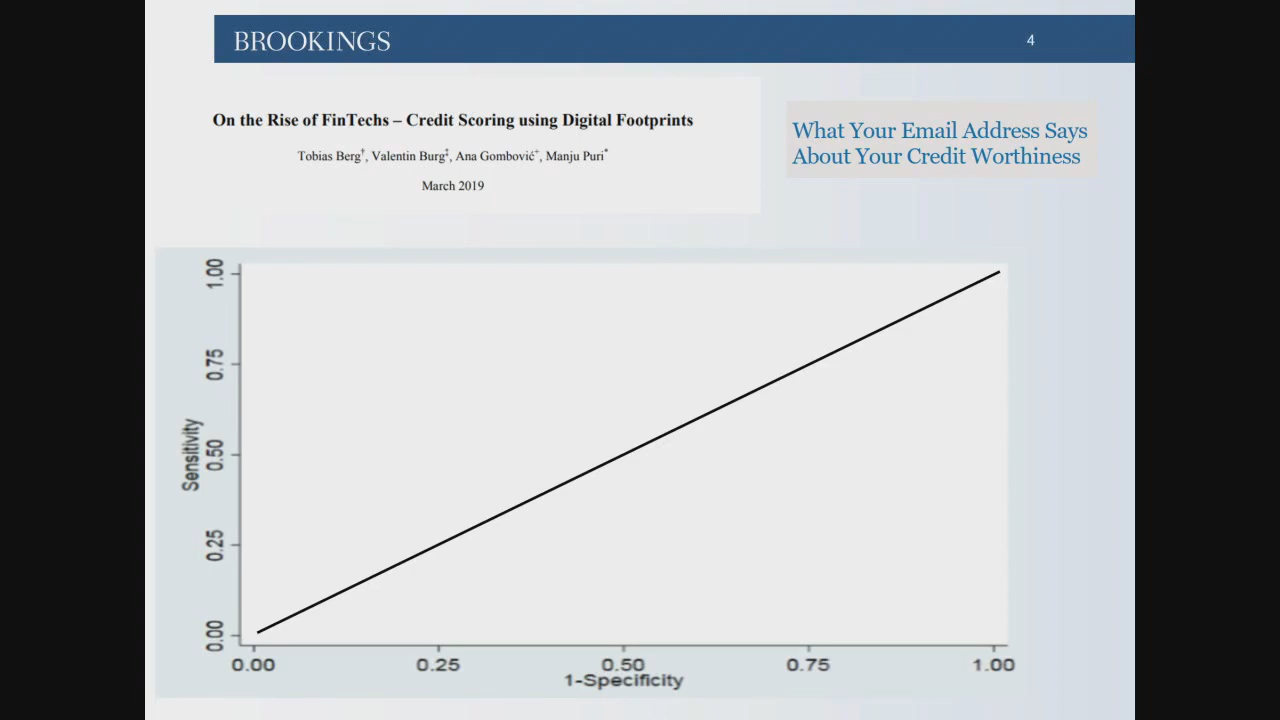 BROOKINGS
4
On the Rise of FinTechs – Credit Scoring using Digital Footprints
Tobias Berg†, Valentin Burg‡, Ana Gombović+, Manju Puri*
March 2019
What Your Email Address Says
About Your Credit Worthiness
Sensitivity
1.00
0.75
0.50
0.25
0.00
0.00 0.25 0.50 0.75 1.00
1-Specificity